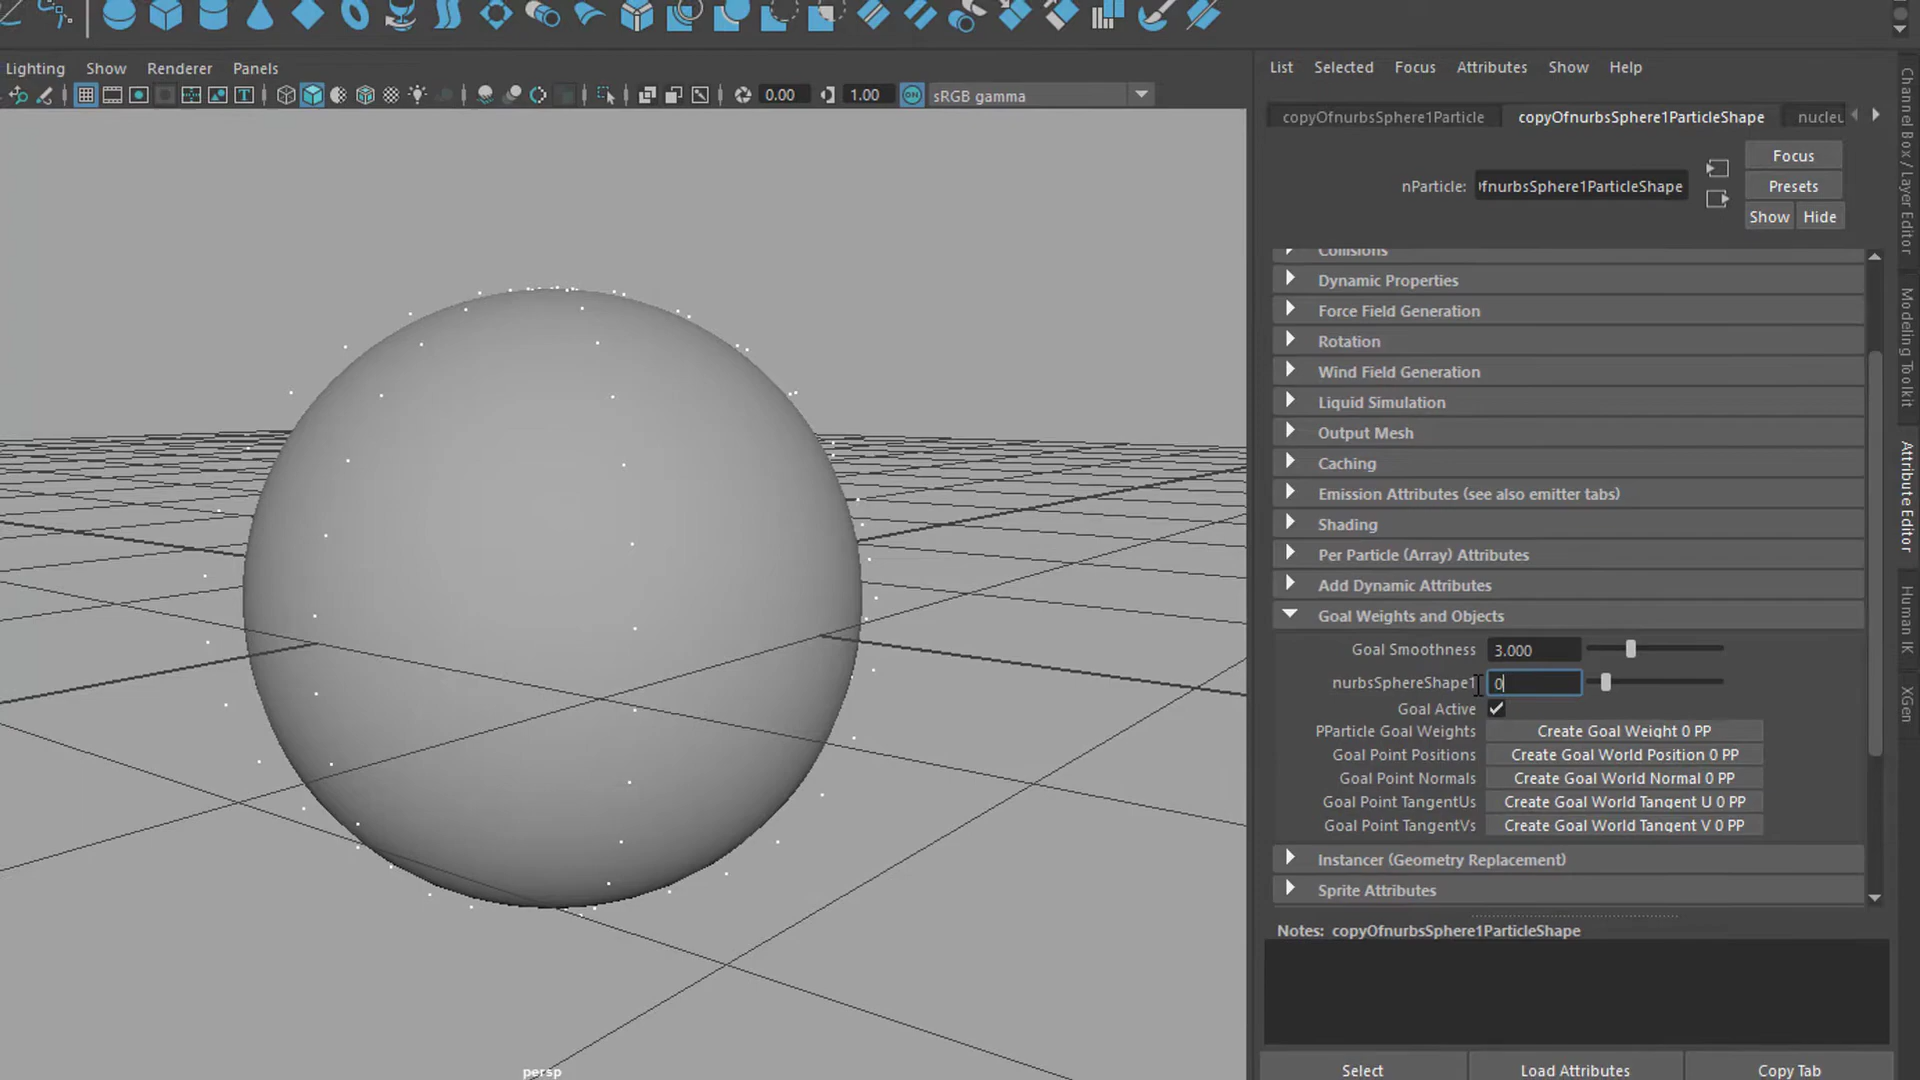 Lighting Show Renderer Panels
0.00 1.00 ON sRGB gamma
persp
List Selected Focus Attributes Show Help
copyOfnurbsSphere1Particle copyOfnurbsSphere1ParticleShape nucleu
nParticle: fnurbsSphere1ParticleShape
Focus
Presets
Show Hide
Collisions
Dynamic Properties
Force Field Generation
Rotation
Wind Field Generation
Liquid Simulation
Output Mesh
Caching
Emission Attributes (see also emitter tabs)
Shading
Per Particle (Array) Attributes
Add Dynamic Attributes
Goal Weights and Objects
Goal Smoothness 3.000
nurbsSphereShape1 0
Goal Active
PParticle Goal Weights Create Goal Weight 0 PP
Goal Point Positions Create Goal World Position 0 PP
Goal Point Normals Create Goal World Normal 0 PP
Goal Point TangentUs Create Goal World Tangent U 0 PP
Goal Point TangentVs Create Goal World Tangent V 0 PP
Instancer (Geometry Replacement)
Sprite Attributes
Notes: copyOfnurbsSphere1ParticleShape
Select Load Attributes Copy Tab
Channel Box / Layer Editor
Modeling Toolkit
Attribute Editor
Human IK
XGen